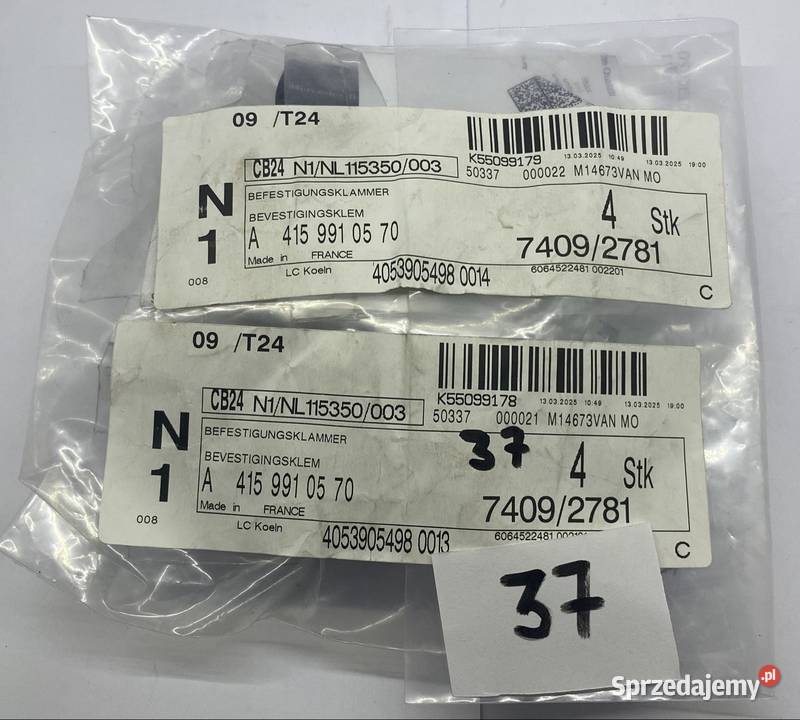 09 /T24
K55099179 13.03.2025 10:49 13.03.2025 19:00
CB24 N1/NL115350/003 50337 000022 M14673VAN MO
N
1
BEFESTIGUNGSKLAMMER
BEVESTIGINGSKLEM
4 Stk
A 415 991 05 70
7409/2781
Made in FRANCE
008
LC Koeln
4053905498 0014
6064522481 002201
C
09 /T24
K55099178 13.03.2025 10:49 13.03.2025 19:00
CB24 N1/NL115350/003 50337 000021 M14673VAN MO
N
1
BEFESTIGUNGSKLAMMER
37
BEVESTIGINGSKLEM
4 Stk
A 415 991 05 70
7409/2781
Made in FRANCE
008
LC Koeln
4053905498 0013
6064522481
C
37
Sprzedajemy.pl